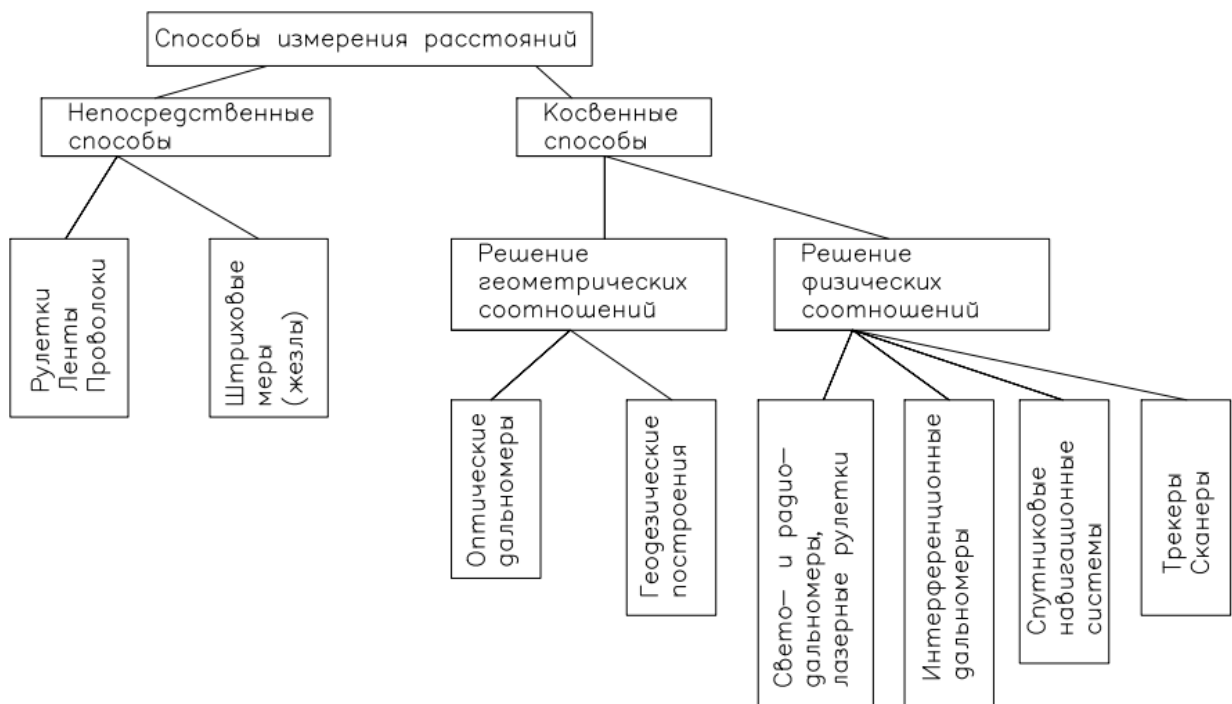 Способы измерения расстояний
Непосредственные
способы
Косвенные
способы
Рулетки
Ленты
Проволоки
Штриховые
меры
(жезлы)
Решение
геометрических
соотношений
Решение
физических
соотношений
Оптические
дальномеры
Геодезические
построения
Свето— и радио—
дальномеры,
лазерные рулетки
Интерференционные
дальномеры
Спутниковые
навигационные
системы
Трекеры
Сканеры